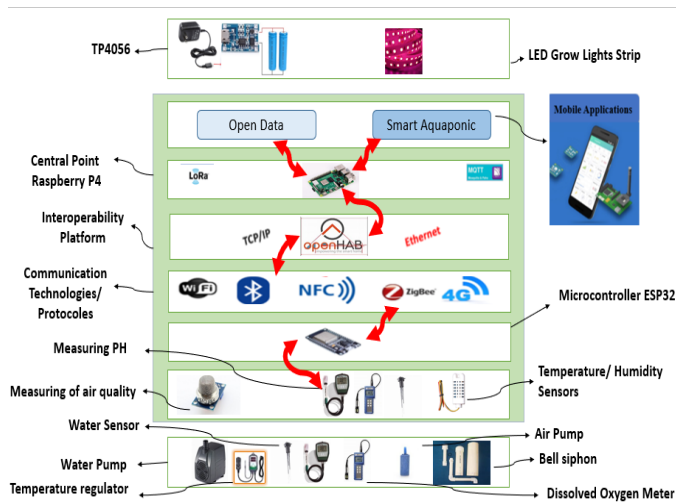 TP4056
LED Grow Lights Strip
Open Data
Smart Aquaponic
Mobile Applications
Central Point
Raspberry P4
LoRa
MQTT
Interoperability
Platform
TCP/IP
openHAB
Ethernet
Communication
Technologies/
Protocoles
WiFi
NFC
ZigBee
4G
Microcontroller ESP32
Measuring PH
Measuring of air quality
Temperature/ Humidity
Sensors
Water Sensor
Air Pump
Water Pump
Bell siphon
Temperature regulator
Dissolved Oxygen Meter